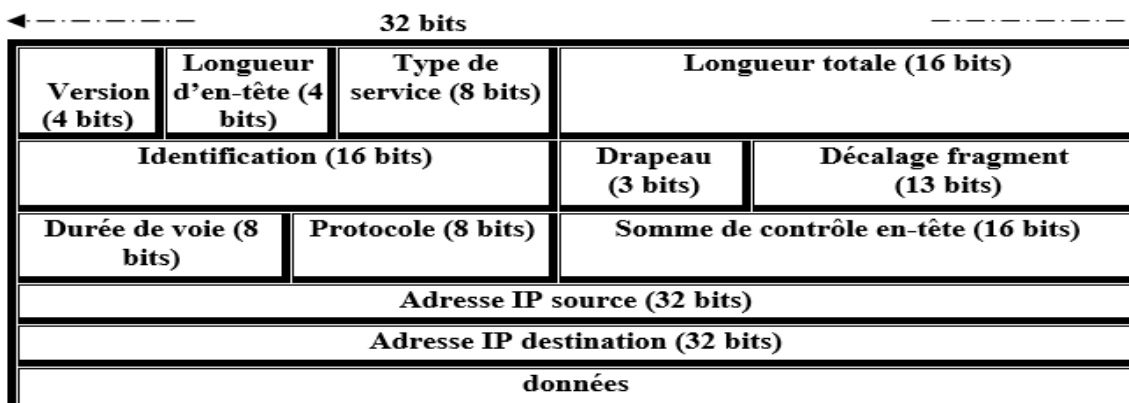 32 bits
Version
(4 bits)
Longueur
d’en-tête (4
bits)
Type de
service (8 bits)
Longueur totale (16 bits)
Identification (16 bits)
Drapeau
(3 bits)
Décalage fragment
(13 bits)
Durée de voie (8
bits)
Protocole (8 bits)
Somme de contrôle en-tête (16 bits)
Adresse IP source (32 bits)
Adresse IP destination (32 bits)
données